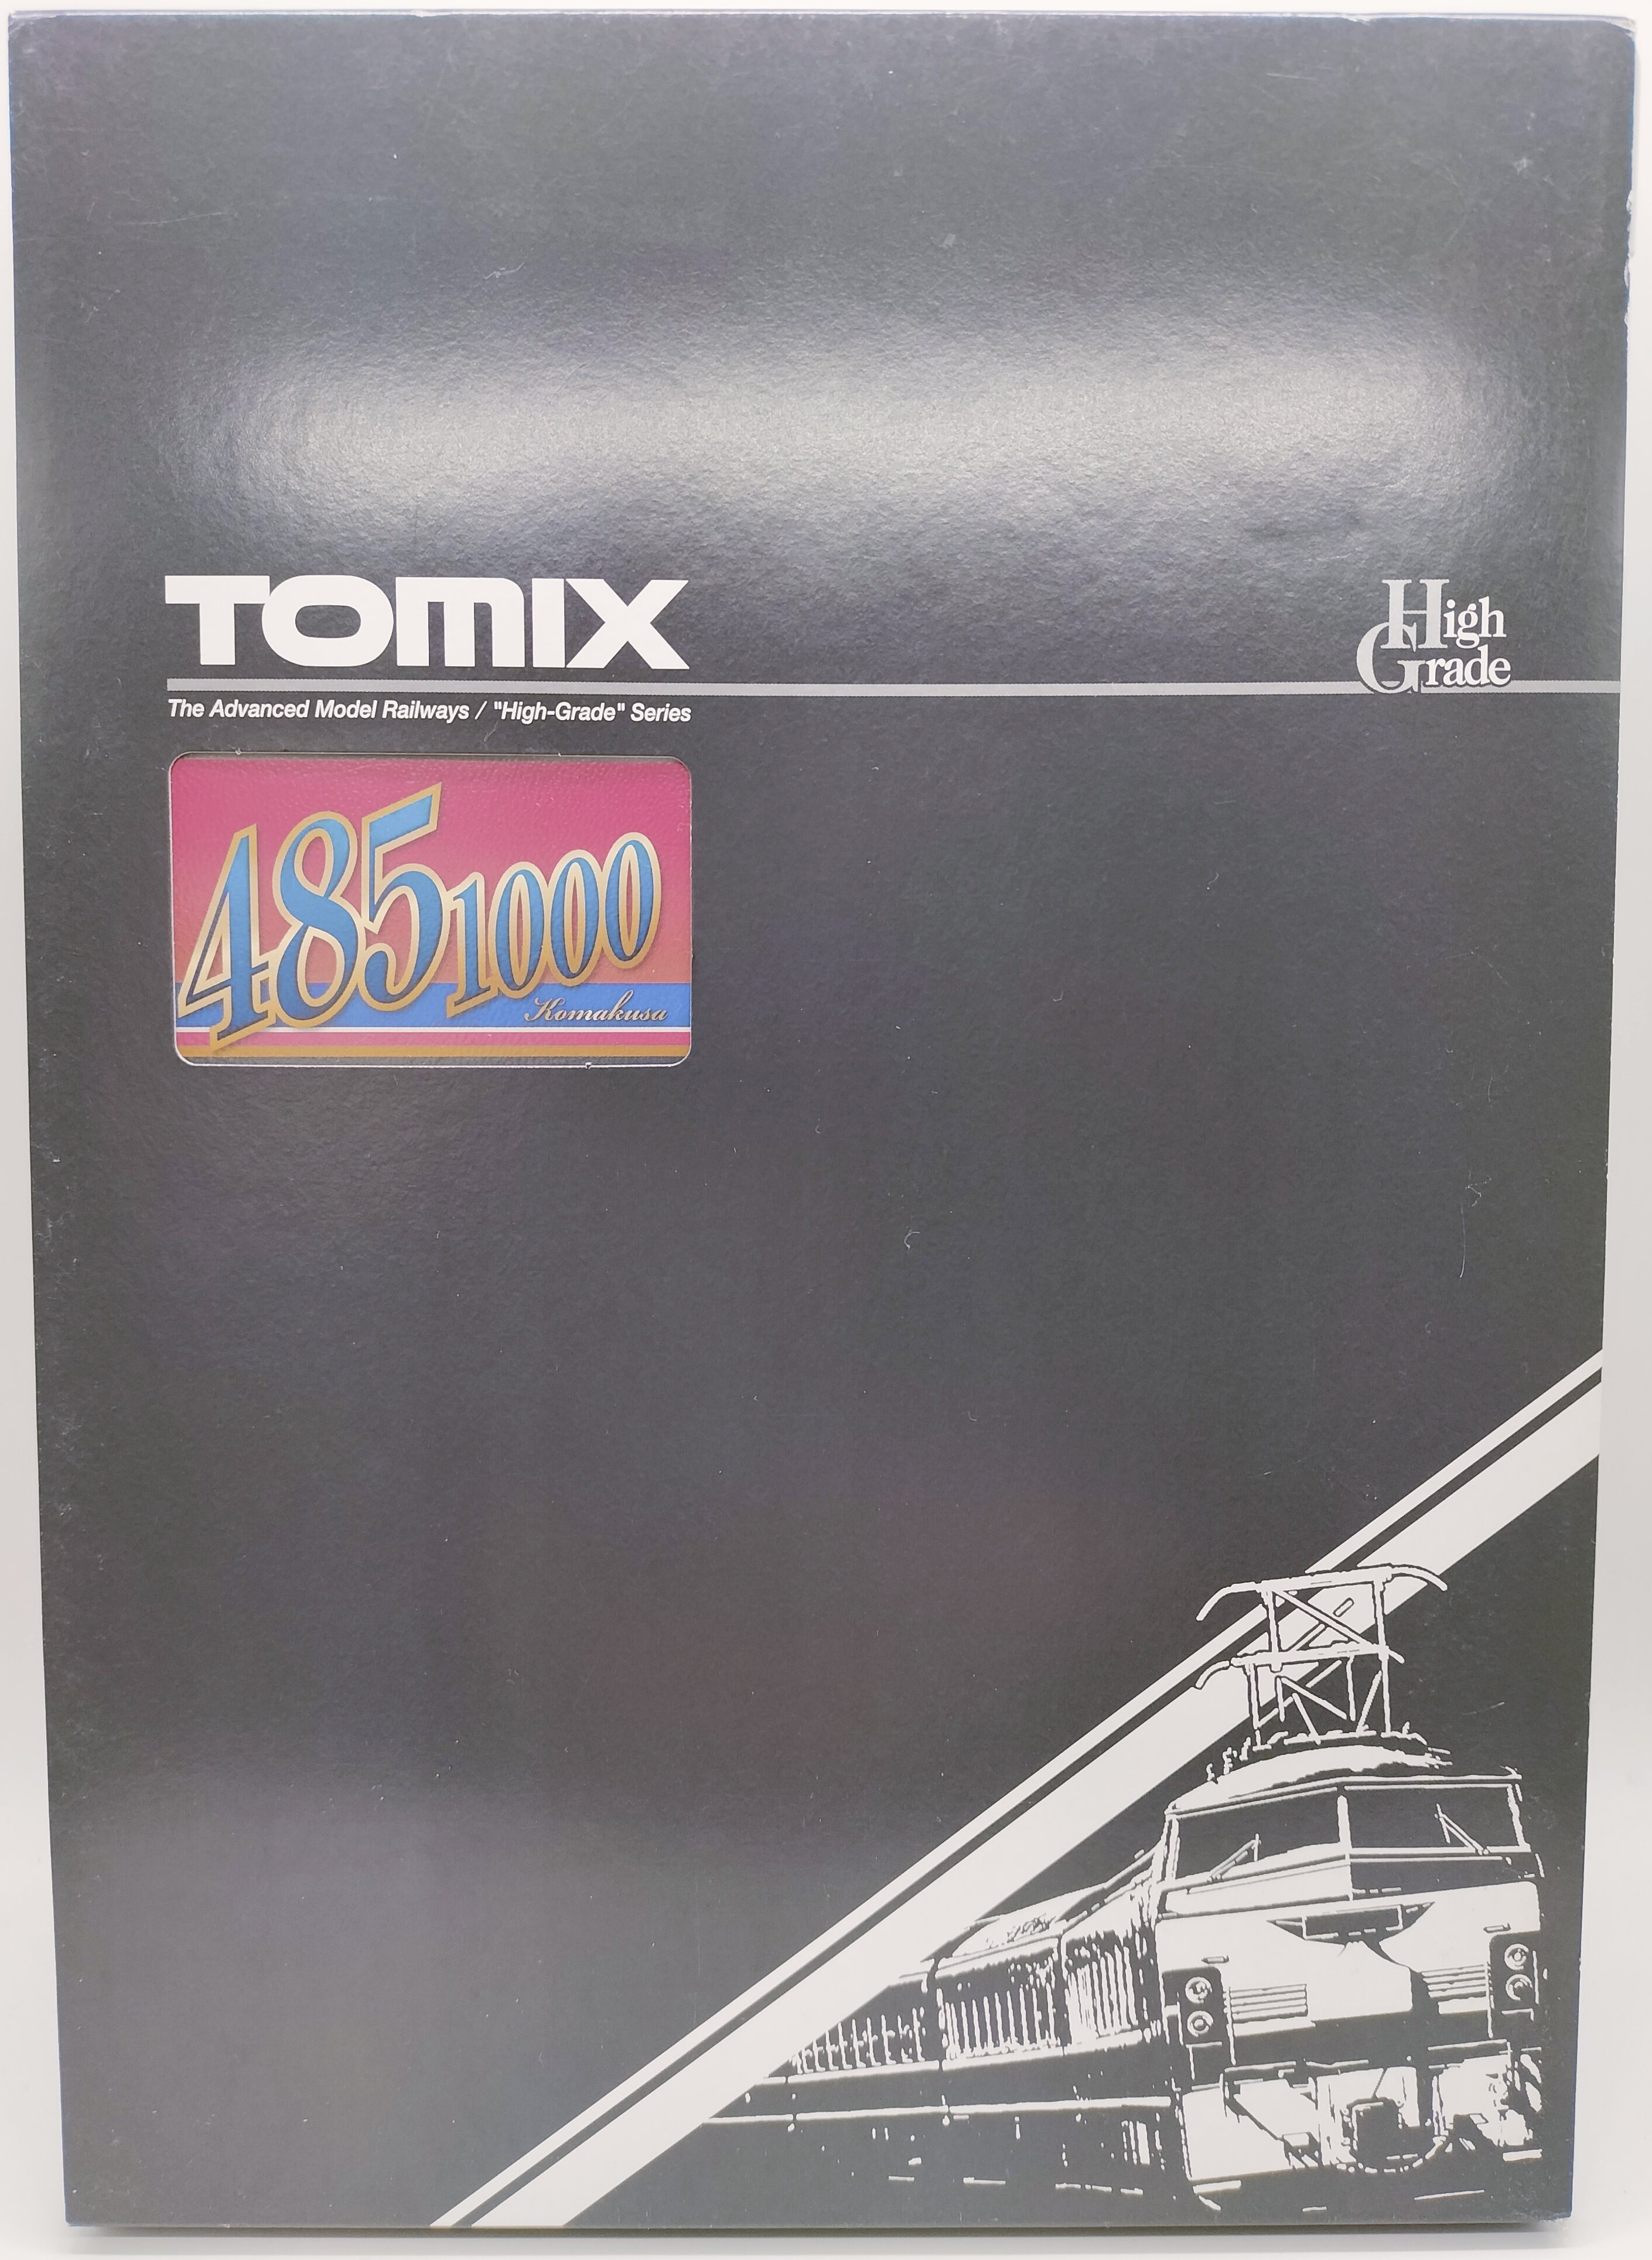 TOMIX
High
Grade
The Advanced Model Railways / "High-Grade" Series
485 1000
Komakusa